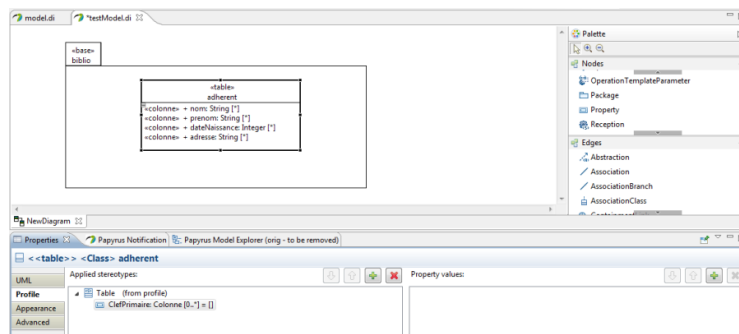 model.di
*testModel.di
Palette
«base»
biblio
Nodes
«table»
adherent
OperationTemplateParameter
«colonne» + nom: String [*]
Package
«colonne» + prenom: String [*]
Property
«colonne» + dateNaissance: Integer [*]
Reception
«colonne» + adresse: String [*]
Edges
Abstraction
Association
AssociationBranch
AssociationClass
NewDiagram
Properties
Papyrus Notification
Papyrus Model Explorer (orig - to be removed)
<<table>> <Class> adherent
UML
Applied stereotypes:
Property values:
Profile
Table (from profile)
ClefPrimaire: Colonne [0..*] = []
Appearance
Advanced